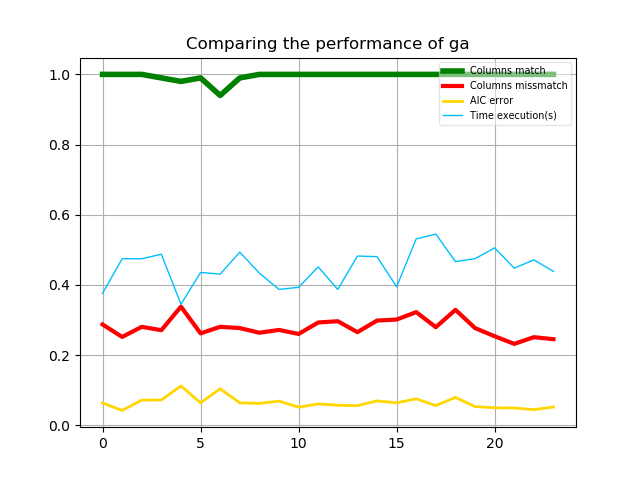 Comparing the performance of ga
1.0
0.8
0.6
0.4
0.2
0.0
0 5 10 15 20
Columns match
Columns missmatch
AIC error
Time execution(s)